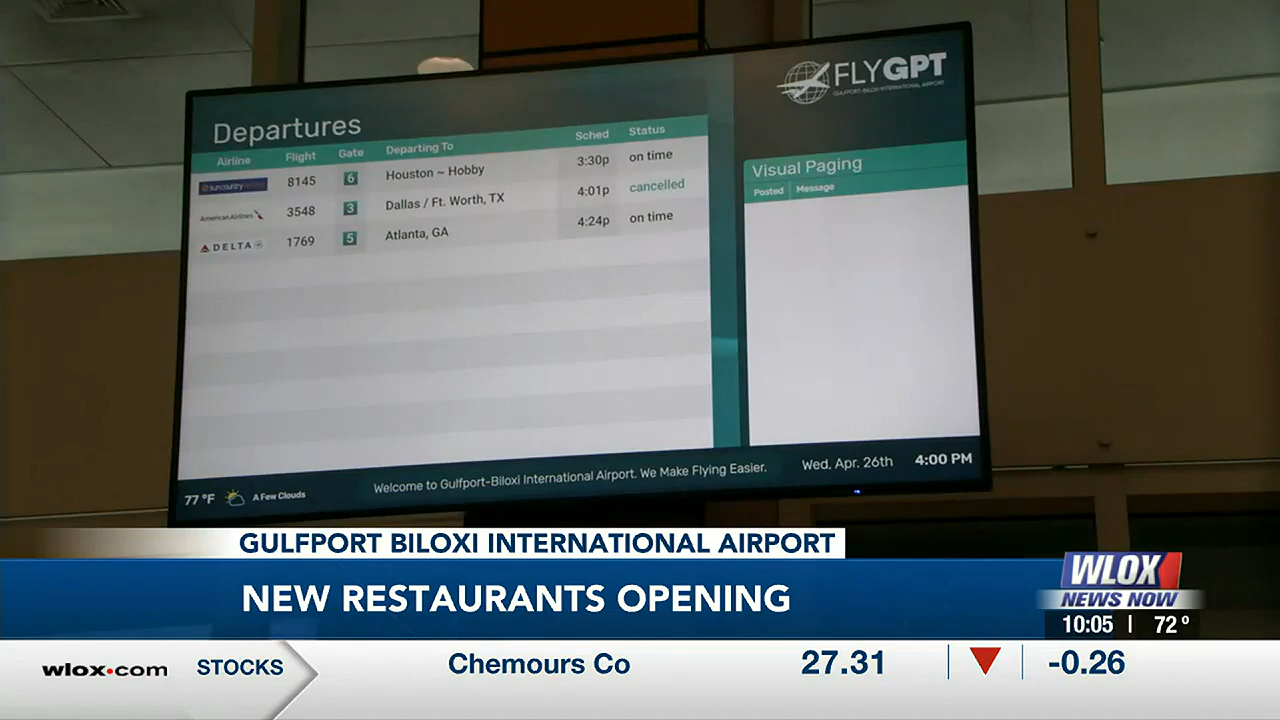 FLYGPT
GULFPORT-BILOXI INTERNATIONAL AIRPORT
Departures
Airline Flight Gate Departing To Sched Status
suncountry 8145 6 Houston ~ Hobby 3:30p on time
American Airlines 3548 3 Dallas / Ft. Worth, TX 4:01p cancelled
DELTA 1769 5 Atlanta, GA 4:24p on time
Visual Paging
Posted Message
77 °F A Few Clouds Welcome to Gulfport-Biloxi International Airport. We Make Flying Easier. Wed, Apr. 26th 4:00 PM
GULFPORT BILOXI INTERNATIONAL AIRPORT
NEW RESTAURANTS OPENING
WLOX
NEWS NOW
10:05 | 72°
wlox.com STOCKS Chemours Co 27.31 -0.26